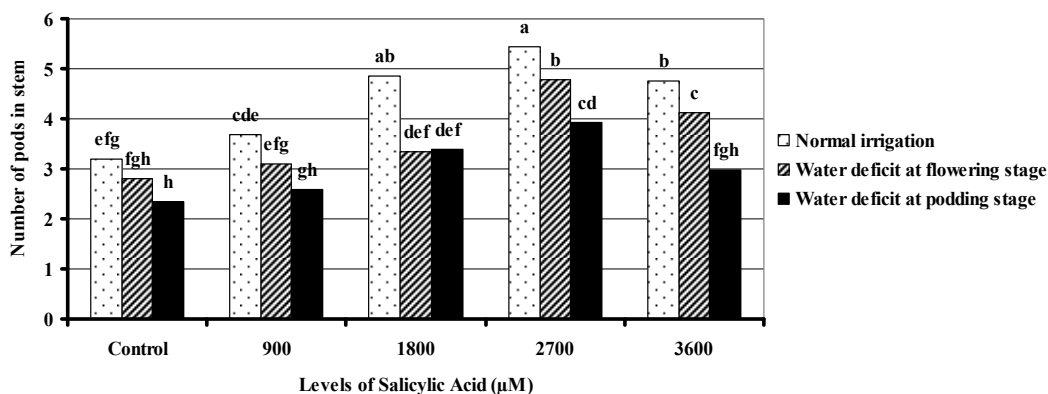 Number of pods in stem
6
5
4
3
2
1
0
efg
fgh
h
cde
efg
gh
ab
def
def
a
b
cd
b
c
fgh
Control
900
1800
2700
3600
Levels of Salicylic Acid (µM)
Normal irrigation
Water deficit at flowering stage
Water deficit at podding stage